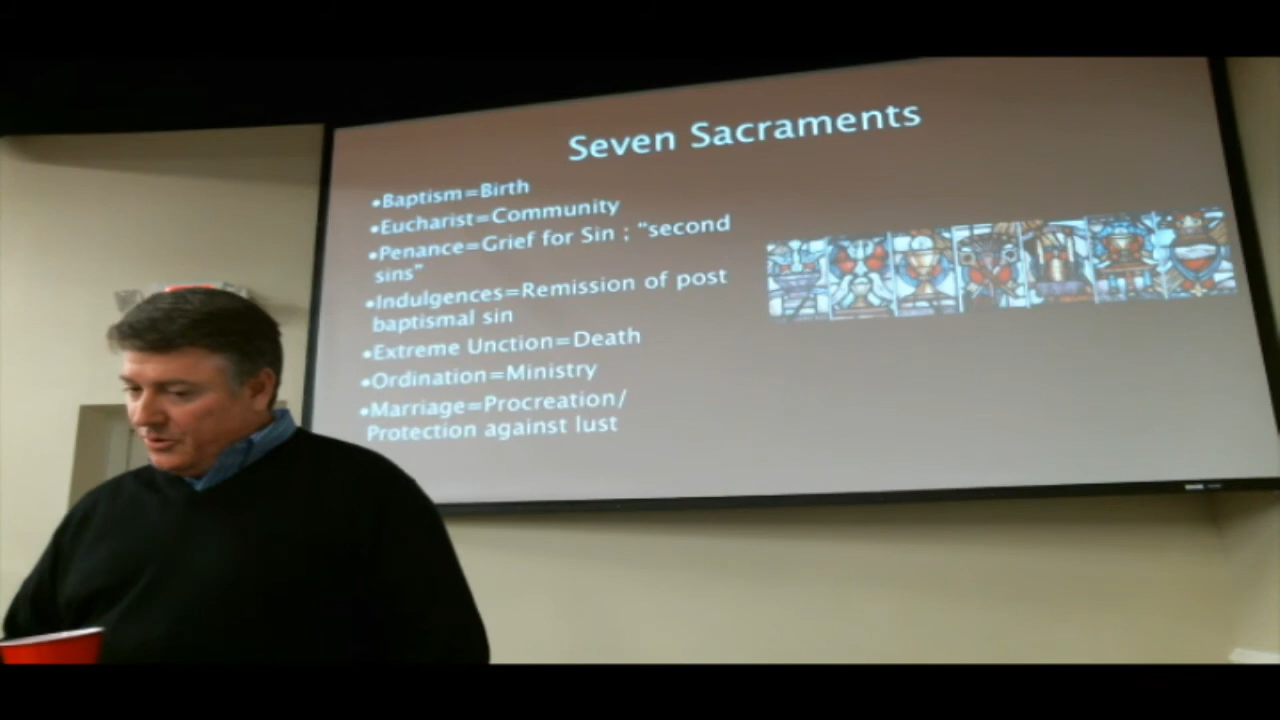 Seven Sacraments
•Baptism=Birth
•Eucharist=Community
•Penance=Grief for Sin ; "second
sins"
•Indulgences=Remission of post
baptismal sin
•Extreme Unction=Death
•Ordination=Ministry
•Marriage=Procreation/
Protection against lust